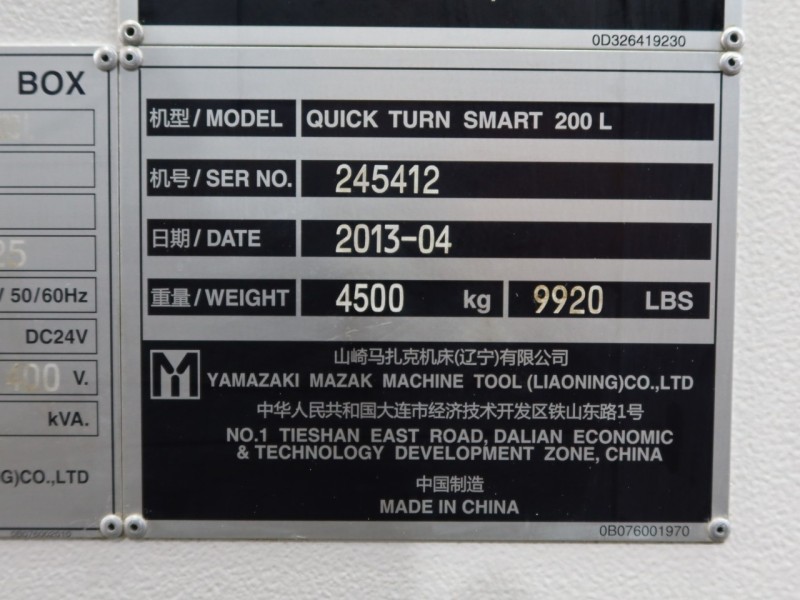 0D326419230
BOX
25
/ 50/60Hz
DC24V
400 V.
kVA.
G)CO.,LTD
机型/MODEL QUICK TURN SMART 200 L
机号/SER NO. 245412
日期/DATE 2013-04
重量/WEIGHT 4500 kg 9920 LBS
山崎马扎克机床(辽宁)有限公司
YAMAZAKI MAZAK MACHINE TOOL (LIAONING)CO.,LTD
中华人民共和国大连市经济技术开发区铁山东路1号
NO.1 TIESHAN EAST ROAD, DALIAN ECONOMIC
& TECHNOLOGY DEVELOPMENT ZONE, CHINA
中国制造
MADE IN CHINA
0B076001970